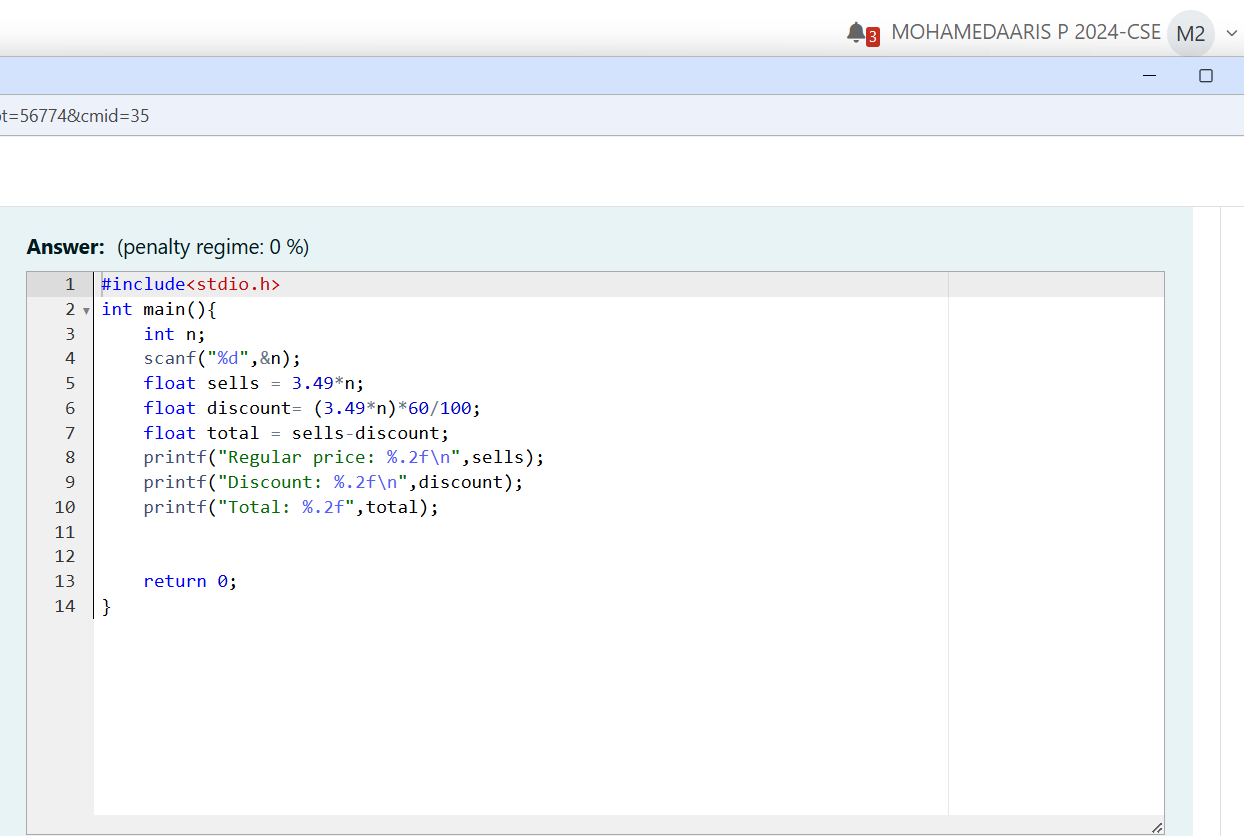 3 MOHAMEDAARIS P 2024-CSE M2
t=56774&cmid=35
Answer: (penalty regime: 0 %)
1 #include<stdio.h>
2 int main(){
3 int n;
4 scanf("%d",&n);
5 float sells = 3.49*n;
6 float discount= (3.49*n)*60/100;
7 float total = sells-discount;
8 printf("Regular price: %.2f\n",sells);
9 printf("Discount: %.2f\n",discount);
10 printf("Total: %.2f",total);
11
12
13 return 0;
14 }